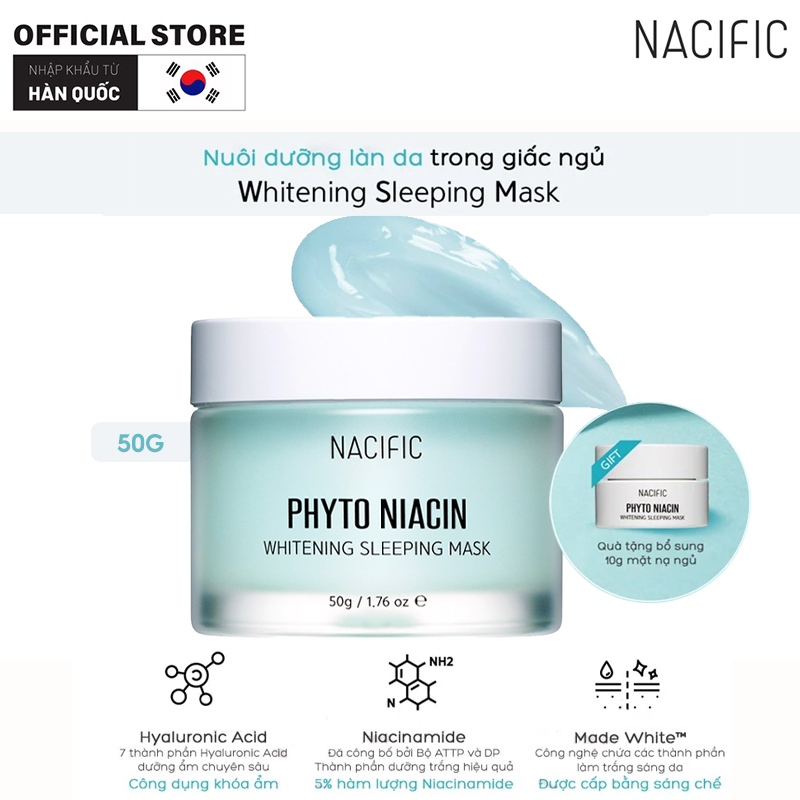 OFFICIAL STORE
NHẬP KHẨU TỪ
HÀN QUỐC
NACIFIC
Nuôi dưỡng làn da trong giấc ngủ
Whitening Sleeping Mask
50G
NACIFIC
PHYTO NIACIN
WHITENING SLEEPING MASK
50g / 1.76 oz ℮
GIFT
NACIFIC
PHYTO NIACIN
WHITENING SLEEPING MASK
Quà tặng bổ sung
10g mặt nạ ngủ
Hyaluronic Acid
7 thành phần Hyaluronic Acid
dưỡng ẩm chuyên sâu
Công dụng khóa ẩm
NH2
N
Niacinamide
Đã công bố bởi Bộ ATTP và DP
Thành phần dưỡng trắng hiệu quả
5% hàm lượng Niacinamide
Made White™
Công nghệ chứa các thành phần
làm trắng sáng da
Được cấp bằng sáng chế